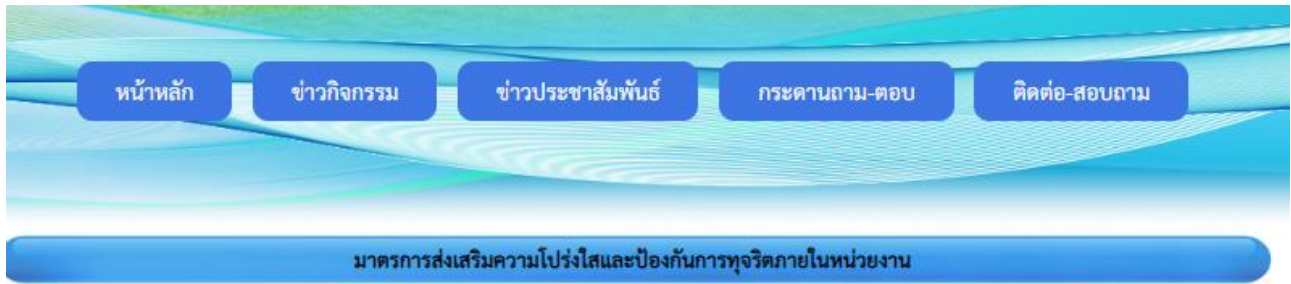 หน้าหลัก ข่าวกิจกรรม ข่าวประชาสัมพันธ์ กระดานถาม-ตอบ ติดต่อ-สอบถาม
มาตรการส่งเสริมความโปร่งใสและป้องกันการทุจริตภายในหน่วยงาน